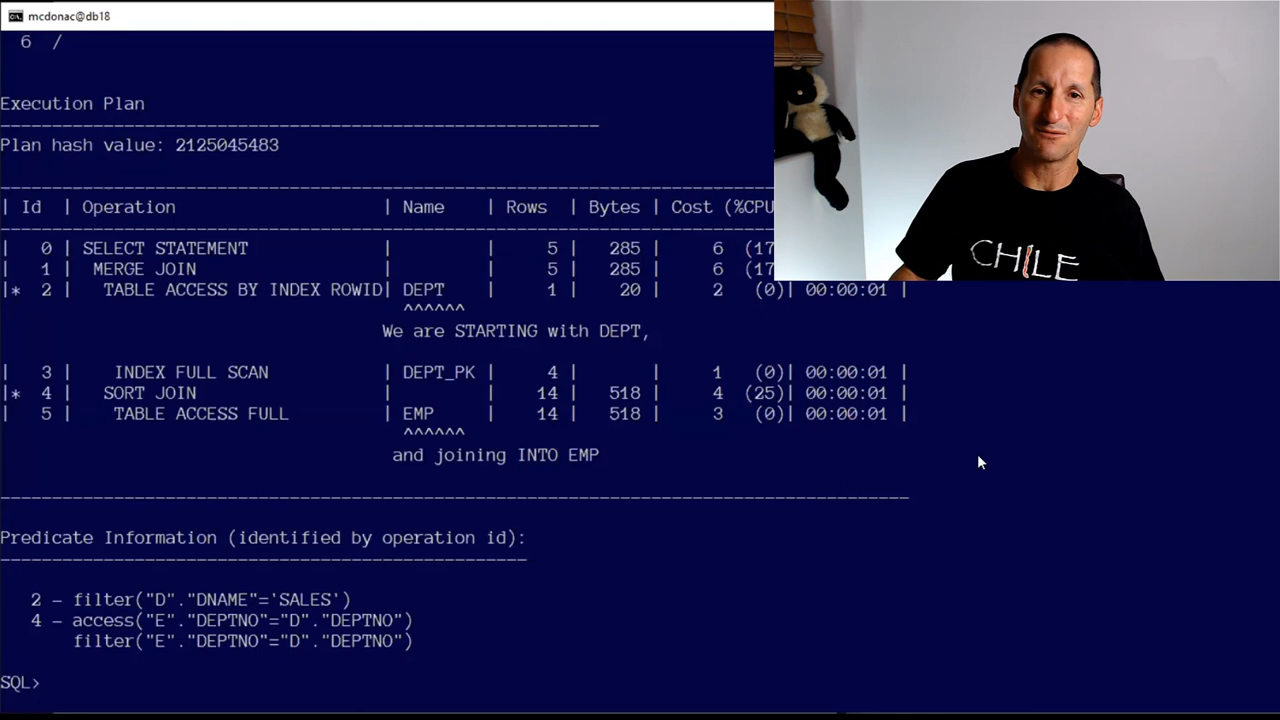 mcdonac@db18
6 /
Execution Plan
----------------------------------------------------------
Plan hash value: 2125045483
| Id | Operation | Name | Rows | Bytes | Cost (%CPU
| 0 | SELECT STATEMENT | | 5 | 285 | 6 (17
| 1 | MERGE JOIN | | 5 | 285 | 6 (17
|* 2 | TABLE ACCESS BY INDEX ROWID| DEPT | 1 | 20 | 2 (0)| 00:00:01 |
^^^^^^
We are STARTING with DEPT,
| 3 | INDEX FULL SCAN | DEPT_PK | 4 | | 1 (0)| 00:00:01 |
|* 4 | SORT JOIN | | 14 | 518 | 4 (25)| 00:00:01 |
| 5 | TABLE ACCESS FULL | EMP | 14 | 518 | 3 (0)| 00:00:01 |
^^^^^^
and joining INTO EMP
Predicate Information (identified by operation id):
---------------------------------------------------
2 - filter("D"."DNAME"='SALES')
4 - access("E"."DEPTNO"="D"."DEPTNO")
filter("E"."DEPTNO"="D"."DEPTNO")
SQL>
CHILE